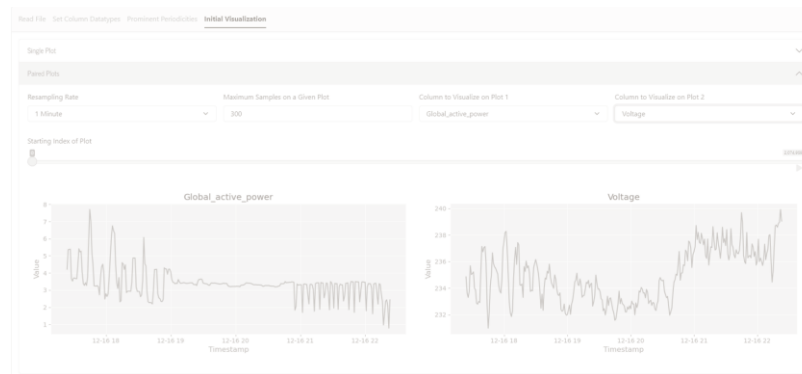 Read File Set Column Datatypes Prominent Periodicities Initial Visualization
Single Plot
Paired Plots
Resampling Rate Maximum Samples on a Given Plot Column to Visualize on Plot 1 Column to Visualize on Plot 2
1 Minute 300 Global_active_power Voltage
Starting Index of Plot
Global_active_power Voltage
8
7
6
5
4
3
2
1
Value
12-16 18 12-16 19 12-16 20 12-16 21 12-16 22
Timestamp
240
238
236
234
232
Value
12-16 18 12-16 19 12-16 20 12-16 21 12-16 22
Timestamp